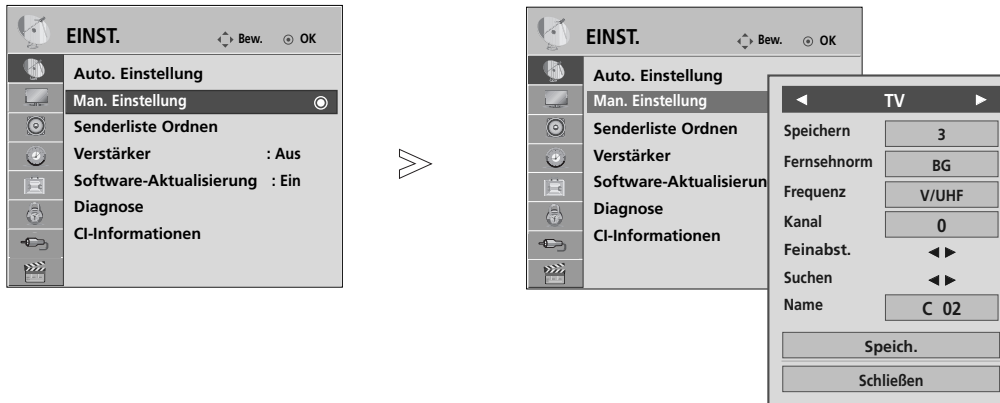 EINST. Bew. OK
Auto. Einstellung
Man. Einstellung
Senderliste Ordnen
Verstärker : Aus
Software-Aktualisierung : Ein
Diagnose
CI-Informationen
EINST. Bew. OK
Auto. Einstellung
Man. Einstellung
Senderliste Ordnen
Verstärker
Software-Aktualisierun
Diagnose
CI-Informationen
TV
Speichern 3
Fernsehnorm BG
Frequenz V/UHF
Kanal 0
Feinabst.
Suchen
Name C 02
Speich.
Schließen